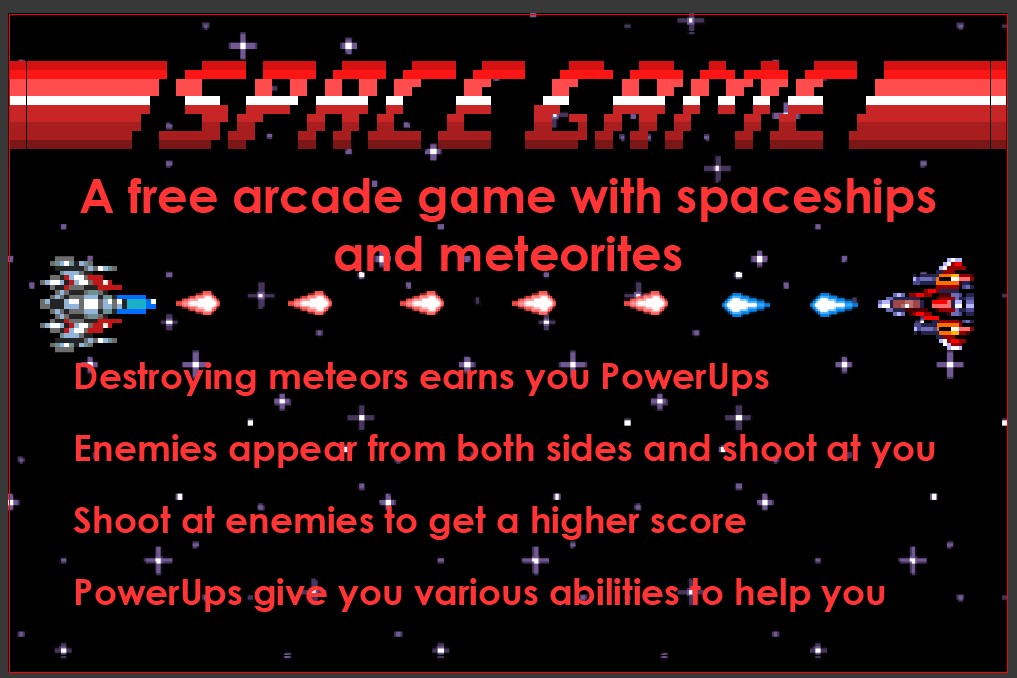 SPACE GAME
A free arcade game with spaceships
and meteorites
Destroying meteors earns you PowerUps
Enemies appear from both sides and shoot at you
Shoot at enemies to get a higher score
PowerUps give you various abilities to help you